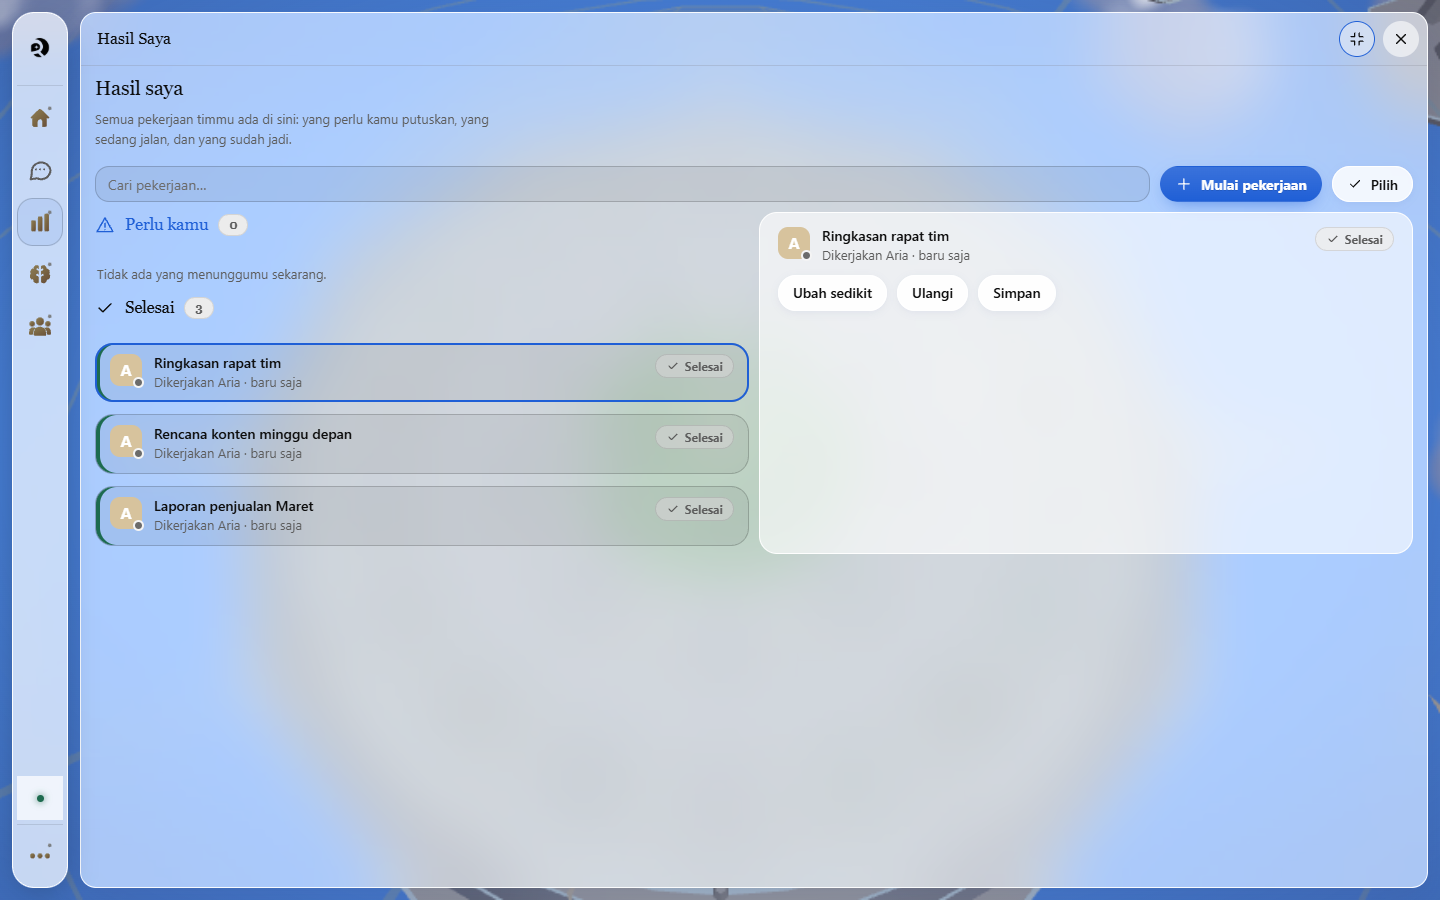 Hasil Saya
Hasil saya
Semua pekerjaan timmu ada di sini: yang perlu kamu putuskan, yang
sedang jalan, dan yang sudah jadi.
Cari pekerjaan...
Mulai pekerjaan
Pilih
Perlu kamu 0
Tidak ada yang menunggumu sekarang.
Selesai 3
A
Ringkasan rapat tim
Dikerjakan Aria · baru saja
Selesai
A
Rencana konten minggu depan
Dikerjakan Aria · baru saja
Selesai
A
Laporan penjualan Maret
Dikerjakan Aria · baru saja
Selesai
A
Ringkasan rapat tim
Dikerjakan Aria · baru saja
Selesai
Ubah sedikit
Ulangi
Simpan